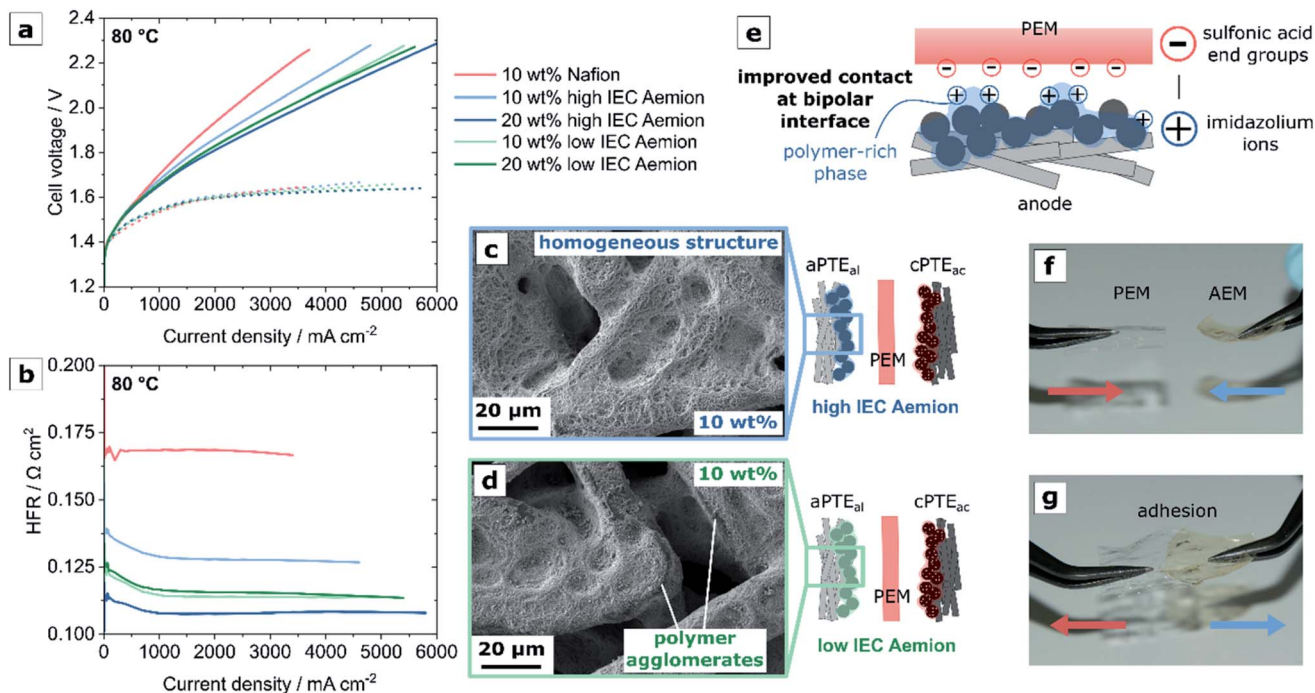 a
80 °C
2.4
2.2
2.0
1.8
1.6
1.4
1.2
Cell voltage / V
0 1000 2000 3000 4000 5000 6000
Current density / mA cm⁻²
10 wt% Nafion
10 wt% high IEC Aemion
20 wt% high IEC Aemion
10 wt% low IEC Aemion
20 wt% low IEC Aemion
b
80 °C
0.200
0.175
0.150
0.125
0.100
HFR / Ω cm²
0 1000 2000 3000 4000 5000 6000
Current density / mA cm⁻²
e
PEM
improved contact
at bipolar
interface
polymer-rich
phase
anode
sulfonic acid
end groups
imidazolium
ions
c
homogeneous structure
20 µm
10 wt%
aPTEal
cPTEac
PEM
high IEC Aemion
d
10 wt%
20 µm
polymer
agglomerates
aPTEal
cPTEac
PEM
low IEC Aemion
f
PEM
AEM
g
adhesion